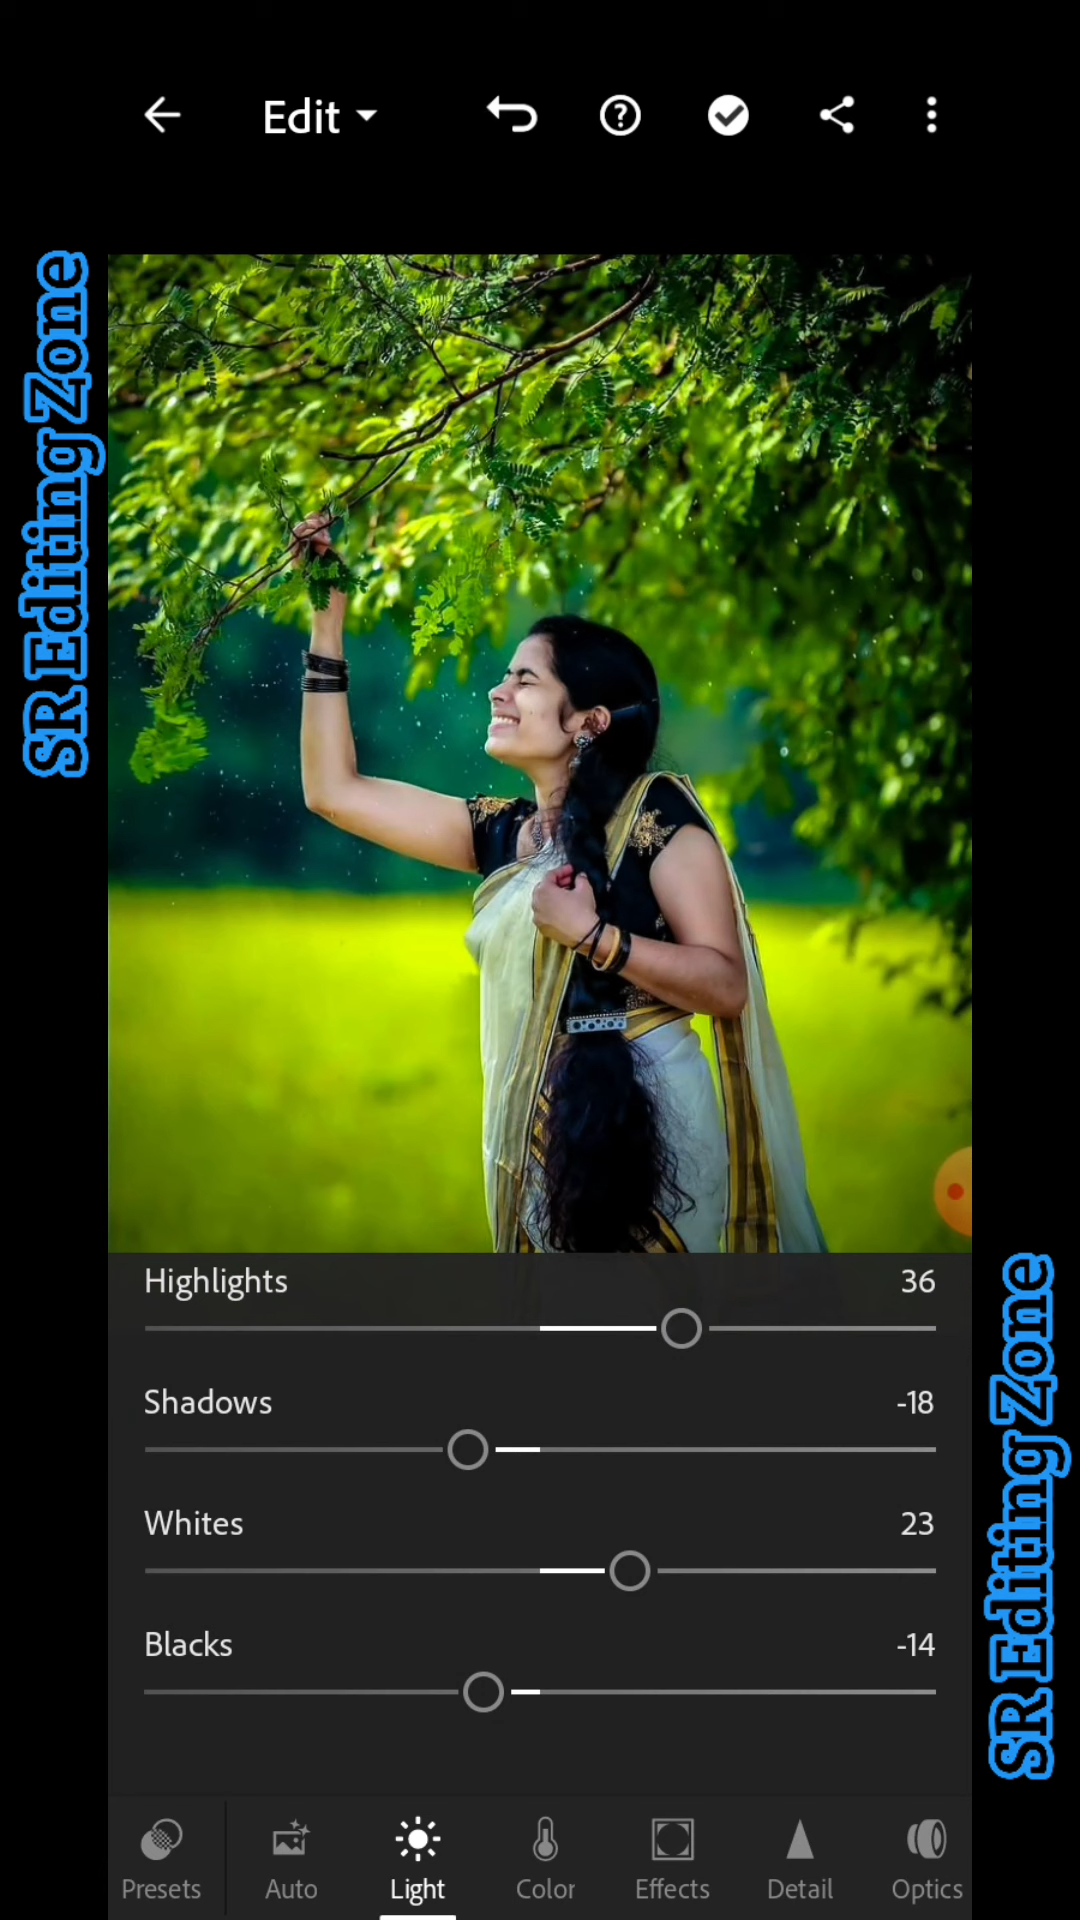 Edit
SR Editing Zone
Highlights 36
Shadows -18
Whites 23
Blacks -14
SR Editing Zone
Presets Auto Light Color Effects Detail Optics